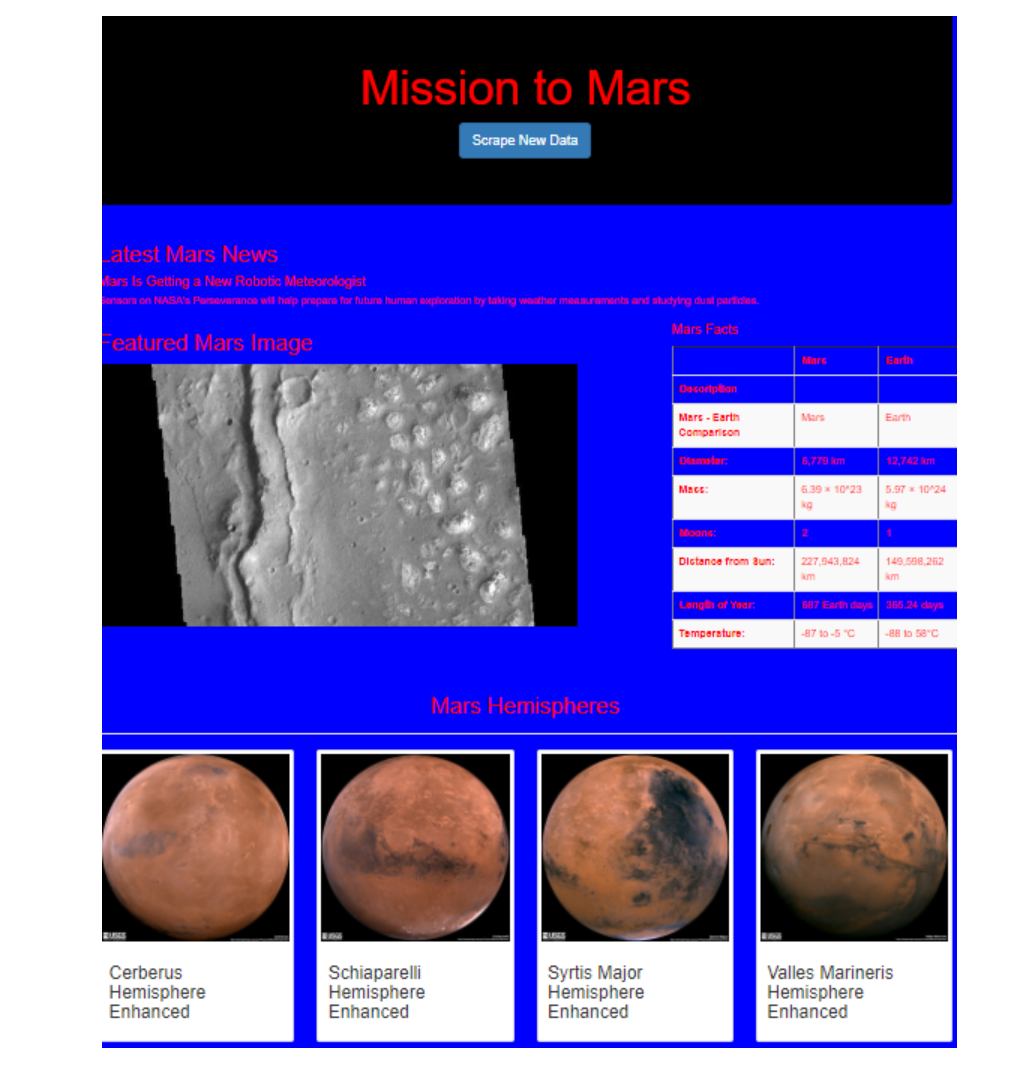 Mission to Mars
Scrape New Data
Latest Mars News
Mars Is Getting a New Robotic Meteorologist
Sensors on NASA's Perseverance will help prepare for future human exploration by taking weather measurements and studying dust particles.
Featured Mars Image
Mars Facts
Mars Earth
Description
Mars - Earth Mars Earth
Comparison
Diameter: 6,779 km 12,742 km
Mass: 6.39 × 10^23 5.97 × 10^24
kg kg
Moons: 2 1
Distance from Sun: 227,943,824 149,598,262
km km
Length of Year: 687 Earth days 365.24 days
Temperature: -87 to -5 °C -88 to 58°C
Mars Hemispheres
USGS USGS USGS USGS
Cerberus Schiaparelli Syrtis Major Valles Marineris
Hemisphere Hemisphere Hemisphere Hemisphere
Enhanced Enhanced Enhanced Enhanced